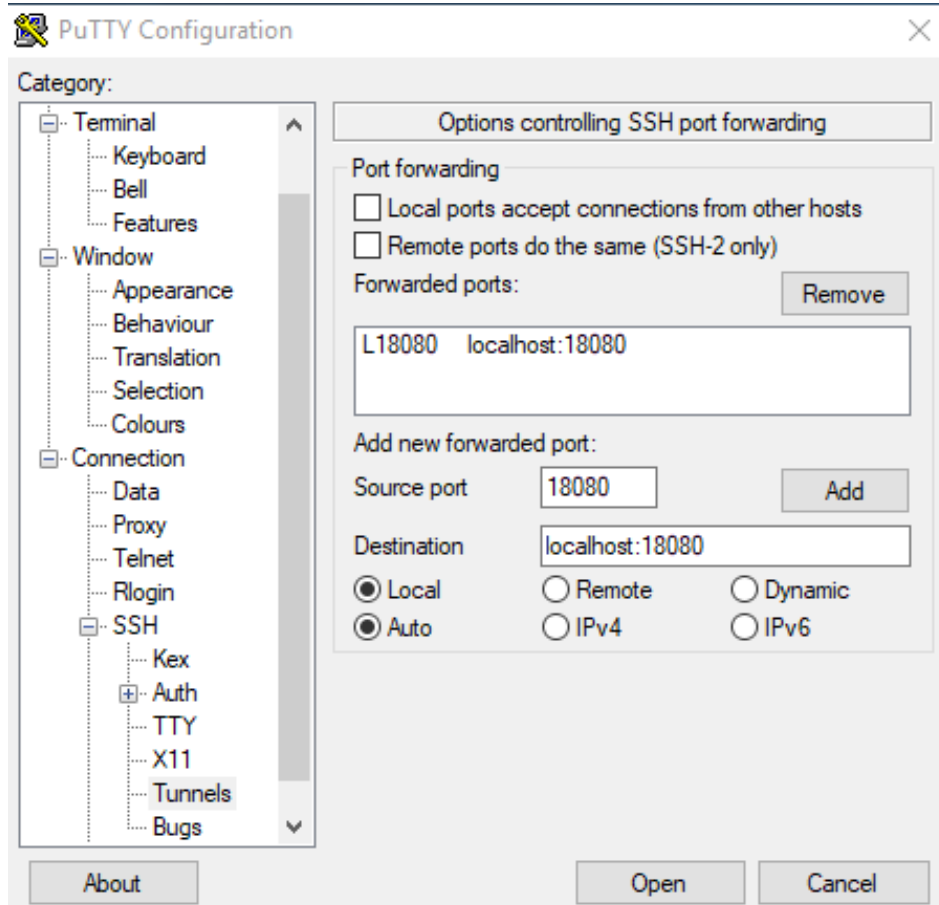 PuTTY Configuration
Category:
Terminal
Keyboard
Bell
Features
Window
Appearance
Behaviour
Translation
Selection
Colours
Connection
Data
Proxy
Telnet
Rlogin
SSH
Kex
Auth
TTY
X11
Tunnels
Bugs
Options controlling SSH port forwarding
Port forwarding
Local ports accept connections from other hosts
Remote ports do the same (SSH-2 only)
Forwarded ports:
Remove
L18080 localhost:18080
Add new forwarded port:
Source port 18080 Add
Destination localhost:18080
Local Remote Dynamic
Auto IPv4 IPv6
About Open Cancel